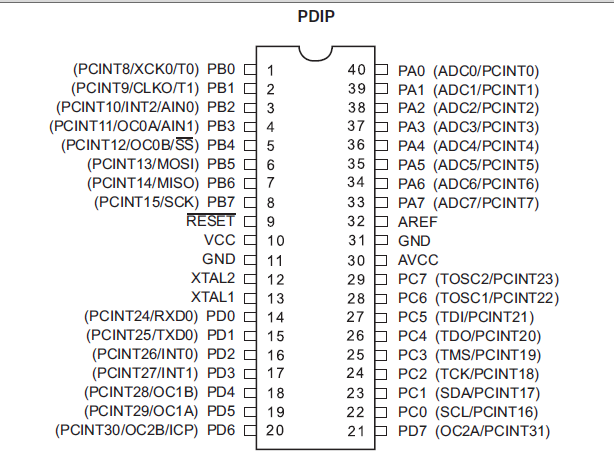 PDIP
(PCINT8/XCK0/T0) PB0 1 40 PA0 (ADC0/PCINT0)
(PCINT9/CLKO/T1) PB1 2 39 PA1 (ADC1/PCINT1)
(PCINT10/INT2/AIN0) PB2 3 38 PA2 (ADC2/PCINT2)
(PCINT11/OC0A/AIN1) PB3 4 37 PA3 (ADC3/PCINT3)
(PCINT12/OC0B/SS) PB4 5 36 PA4 (ADC4/PCINT4)
(PCINT13/MOSI) PB5 6 35 PA5 (ADC5/PCINT5)
(PCINT14/MISO) PB6 7 34 PA6 (ADC6/PCINT6)
(PCINT15/SCK) PB7 8 33 PA7 (ADC7/PCINT7)
RESET 9 32 AREF
VCC 10 31 GND
GND 11 30 AVCC
XTAL2 12 29 PC7 (TOSC2/PCINT23)
XTAL1 13 28 PC6 (TOSC1/PCINT22)
(PCINT24/RXD0) PD0 14 27 PC5 (TDI/PCINT21)
(PCINT25/TXD0) PD1 15 26 PC4 (TDO/PCINT20)
(PCINT26/INT0) PD2 16 25 PC3 (TMS/PCINT19)
(PCINT27/INT1) PD3 17 24 PC2 (TCK/PCINT18)
(PCINT28/OC1B) PD4 18 23 PC1 (SDA/PCINT17)
(PCINT29/OC1A) PD5 19 22 PC0 (SCL/PCINT16)
(PCINT30/OC2B/ICP) PD6 20 21 PD7 (OC2A/PCINT31)